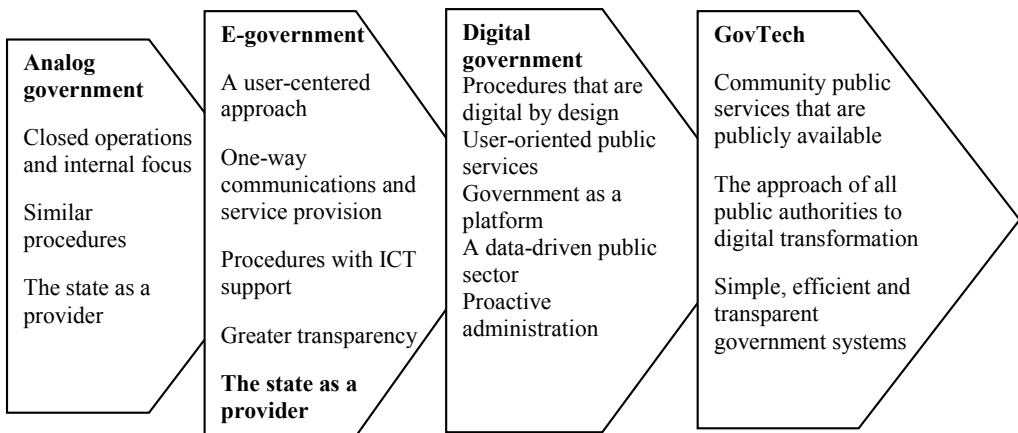 Analog
government
Closed operations
and internal focus
Similar
procedures
The state as a
provider
E-government
A user-centered
approach
One-way
communications and
service provision
Procedures with ICT
support
Greater transparency
The state as a
provider
Digital
government
Procedures that are
digital by design
User-oriented public
services
Government as a
platform
A data-driven public
sector
Proactive
administration
GovTech
Community public
services that are
publicly available
The approach of all
public authorities to
digital transformation
Simple, efficient and
transparent
government systems